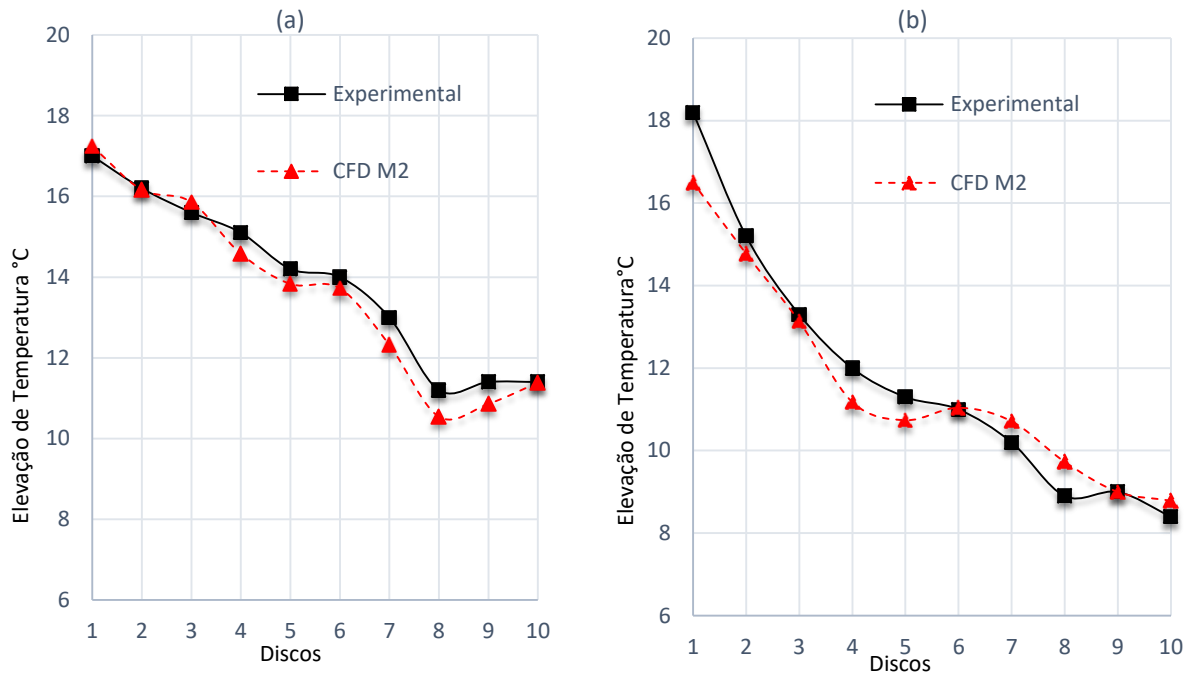 (a)
20
18
16
14
12
10
8
6
Elevação de Temperatura °C
Experimental
CFD M2
1 2 3 4 5 6 7 8 9 10
Discos
(b)
20
18
16
14
12
10
8
6
Elevação de Temperatura°C
Experimental
CFD M2
1 2 3 4 5 6 7 8 9 10
Discos